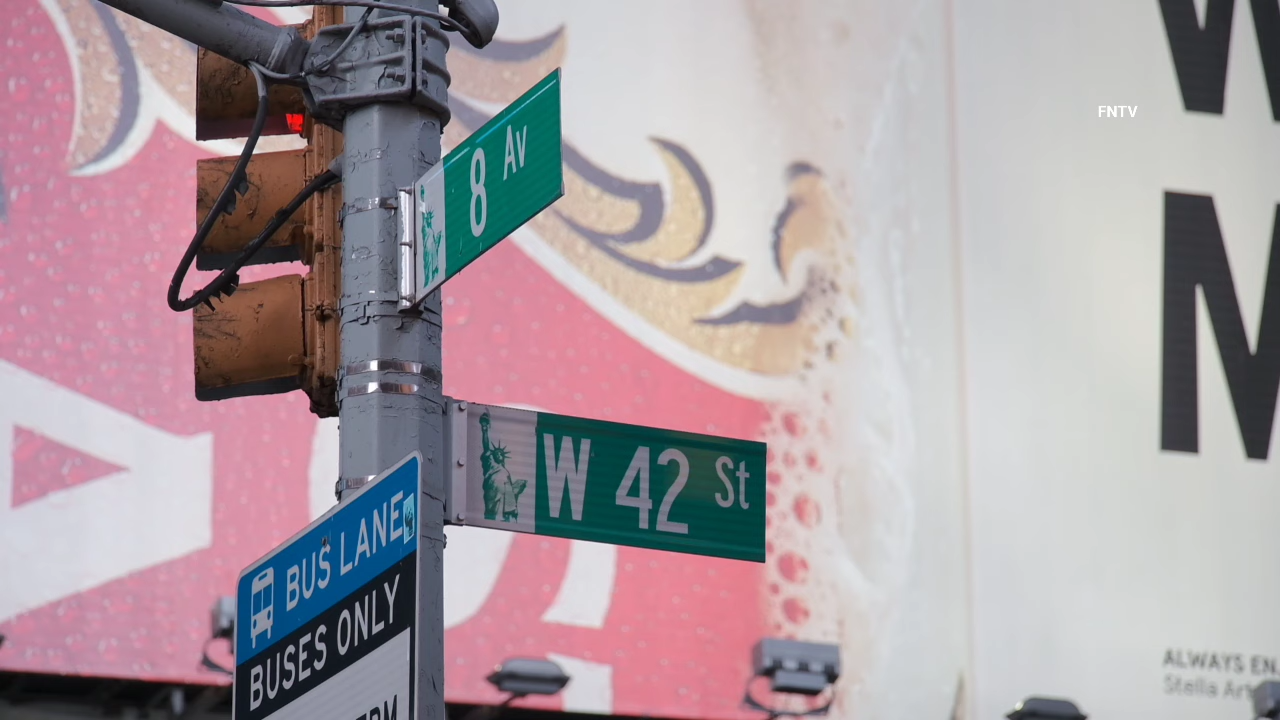 FNTV
8 Av
W 42 St
BUS LANE
BUSES ONLY
ALWAYS EN
Stella Art